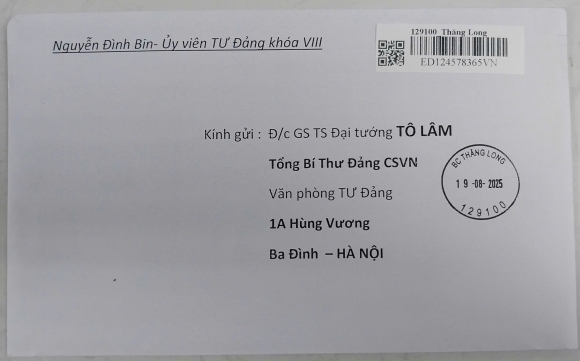 129100 Thăng Long
ED124578365VN
Nguyễn Đình Bin- Ủy viên TƯ Đảng khóa VIII
Kính gửi : Đ/c GS TS Đại tướng TÔ LÂM
Tổng Bí Thư Đảng CSVN
Văn phòng TƯ Đảng
1A Hùng Vương
Ba Đình – HÀ NỘI
BC THĂNG LONG
19-08-2025
129100